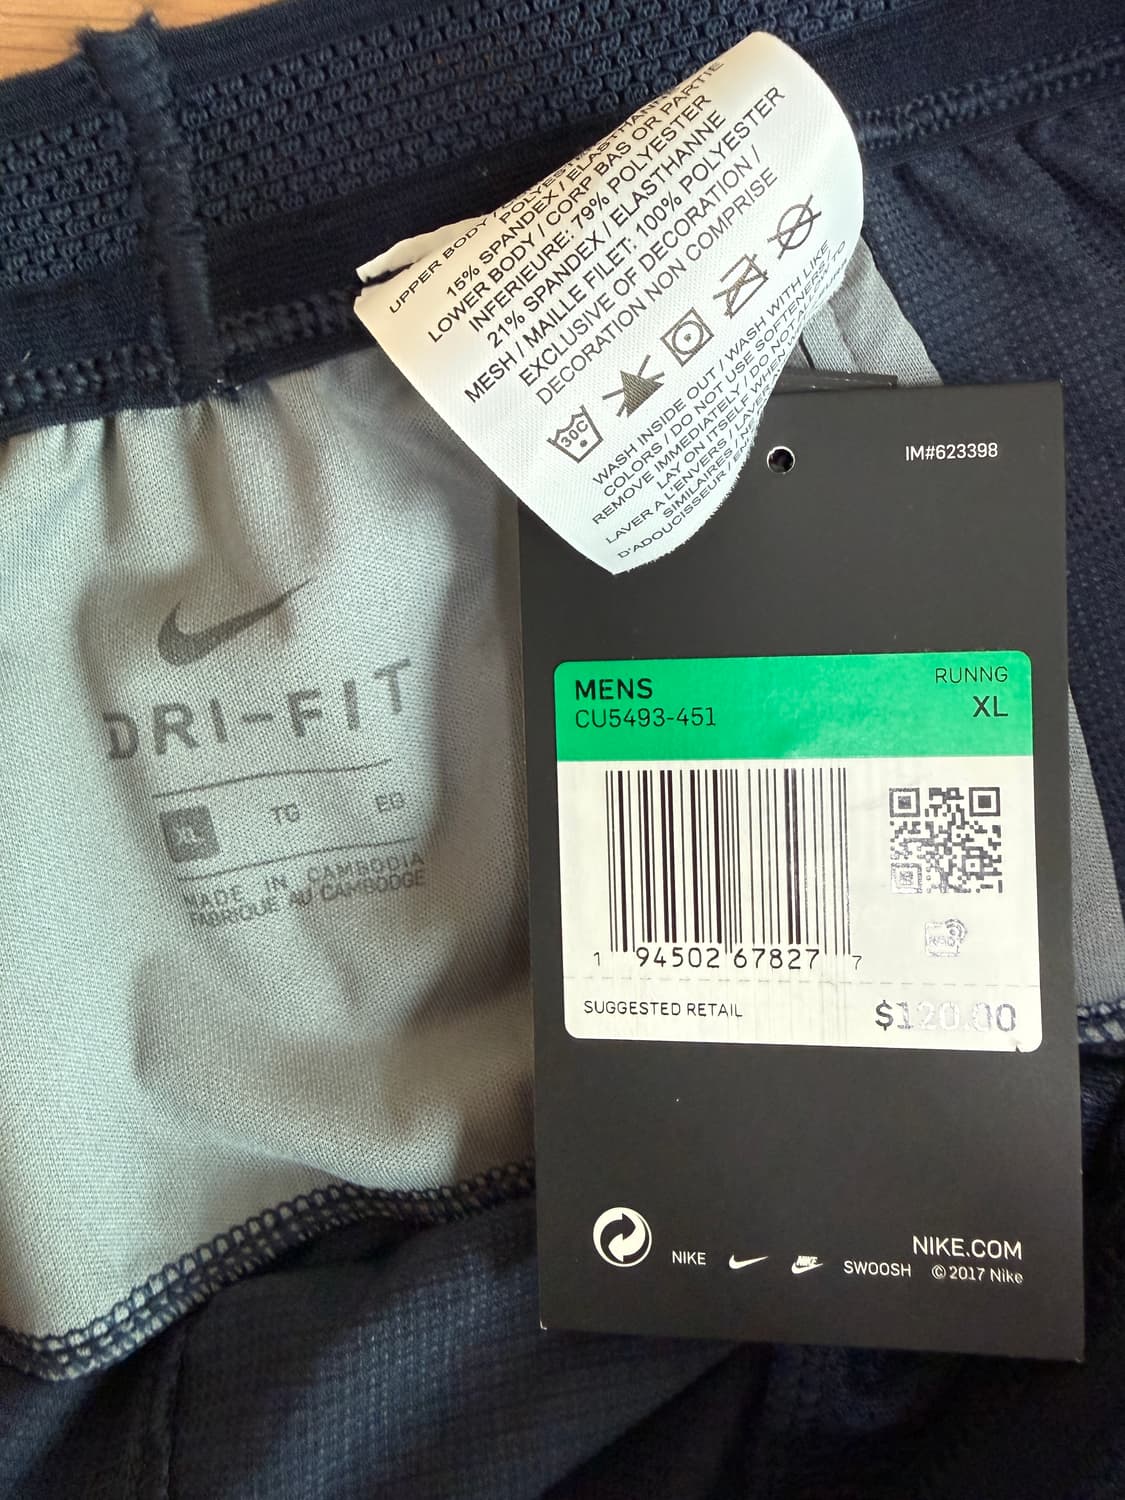 UPPER BODY
POLYESTER
15% SPANDEX / ELASTHANNE
LOWER BODY / CORP BAS OR PARTIE
INFERIEURE: 79% POLYESTER
21% SPANDEX / ELASTHANNE
MESH / MAILLE FILET: 100% POLYESTER
EXCLUSIVE OF DECORATION /
DECORATION NON COMPRISE
30C
WASH INSIDE OUT / WASH WITH LIKE
COLORS / DO NOT USE SOFTENERS /
REMOVE IMMEDIATELY / DO NOT
LAY ON ITSELF WHEN
LAVER A L'ENVERS / LAVER
SIMILAIRES /
D'ADOUCISSEUR /
DRI-FIT
XL TG EG
MADE IN CAMBODIA
FABRIQUE AU CAMBODGE
IM#623398
MENS RUNNG
CU5493-451 XL
1 94502 67827 7
SUGGESTED RETAIL $120.00
NIKE SWOOSH
NIKE.COM
© 2017 Nike